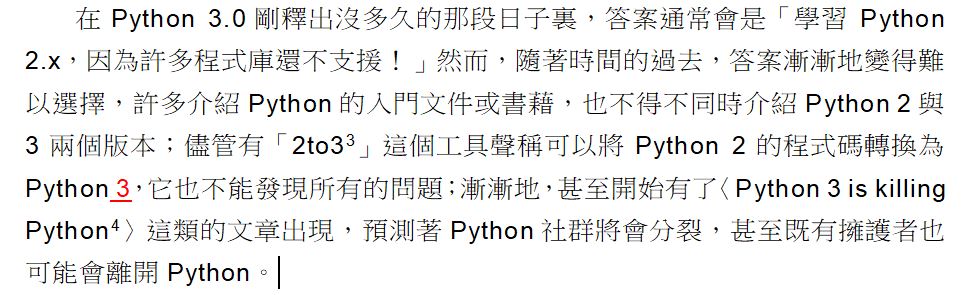 在 Python 3.0 剛釋出沒多久的那段日子裏，答案通常會是「學習 Python
2.x，因為許多程式庫還不支援！」然而，隨著時間的過去，答案漸漸地變得難
以選擇，許多介紹 Python 的入門文件或書藉，也不得不同時介紹 Python 2 與
3 兩個版本；儘管有「2to3³」這個工具聲稱可以將 Python 2 的程式碼轉換為
Python 3，它也不能發現所有的問題；漸漸地，甚至開始有了〈Python 3 is killing
Python⁴〉這類的文章出現，預測著 Python 社群將會分裂，甚至既有擁護者也
可能會離開 Python。